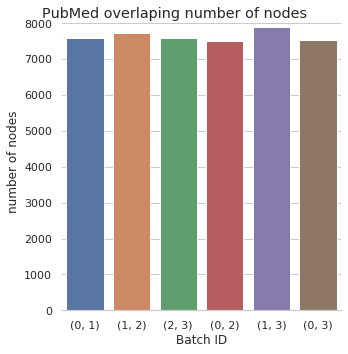 PubMed overlaping number of nodes
number of nodes
8000
7000
6000
5000
4000
3000
2000
1000
0
(0, 1) (1, 2) (2, 3) (0, 2) (1, 3) (0, 3)
Batch ID